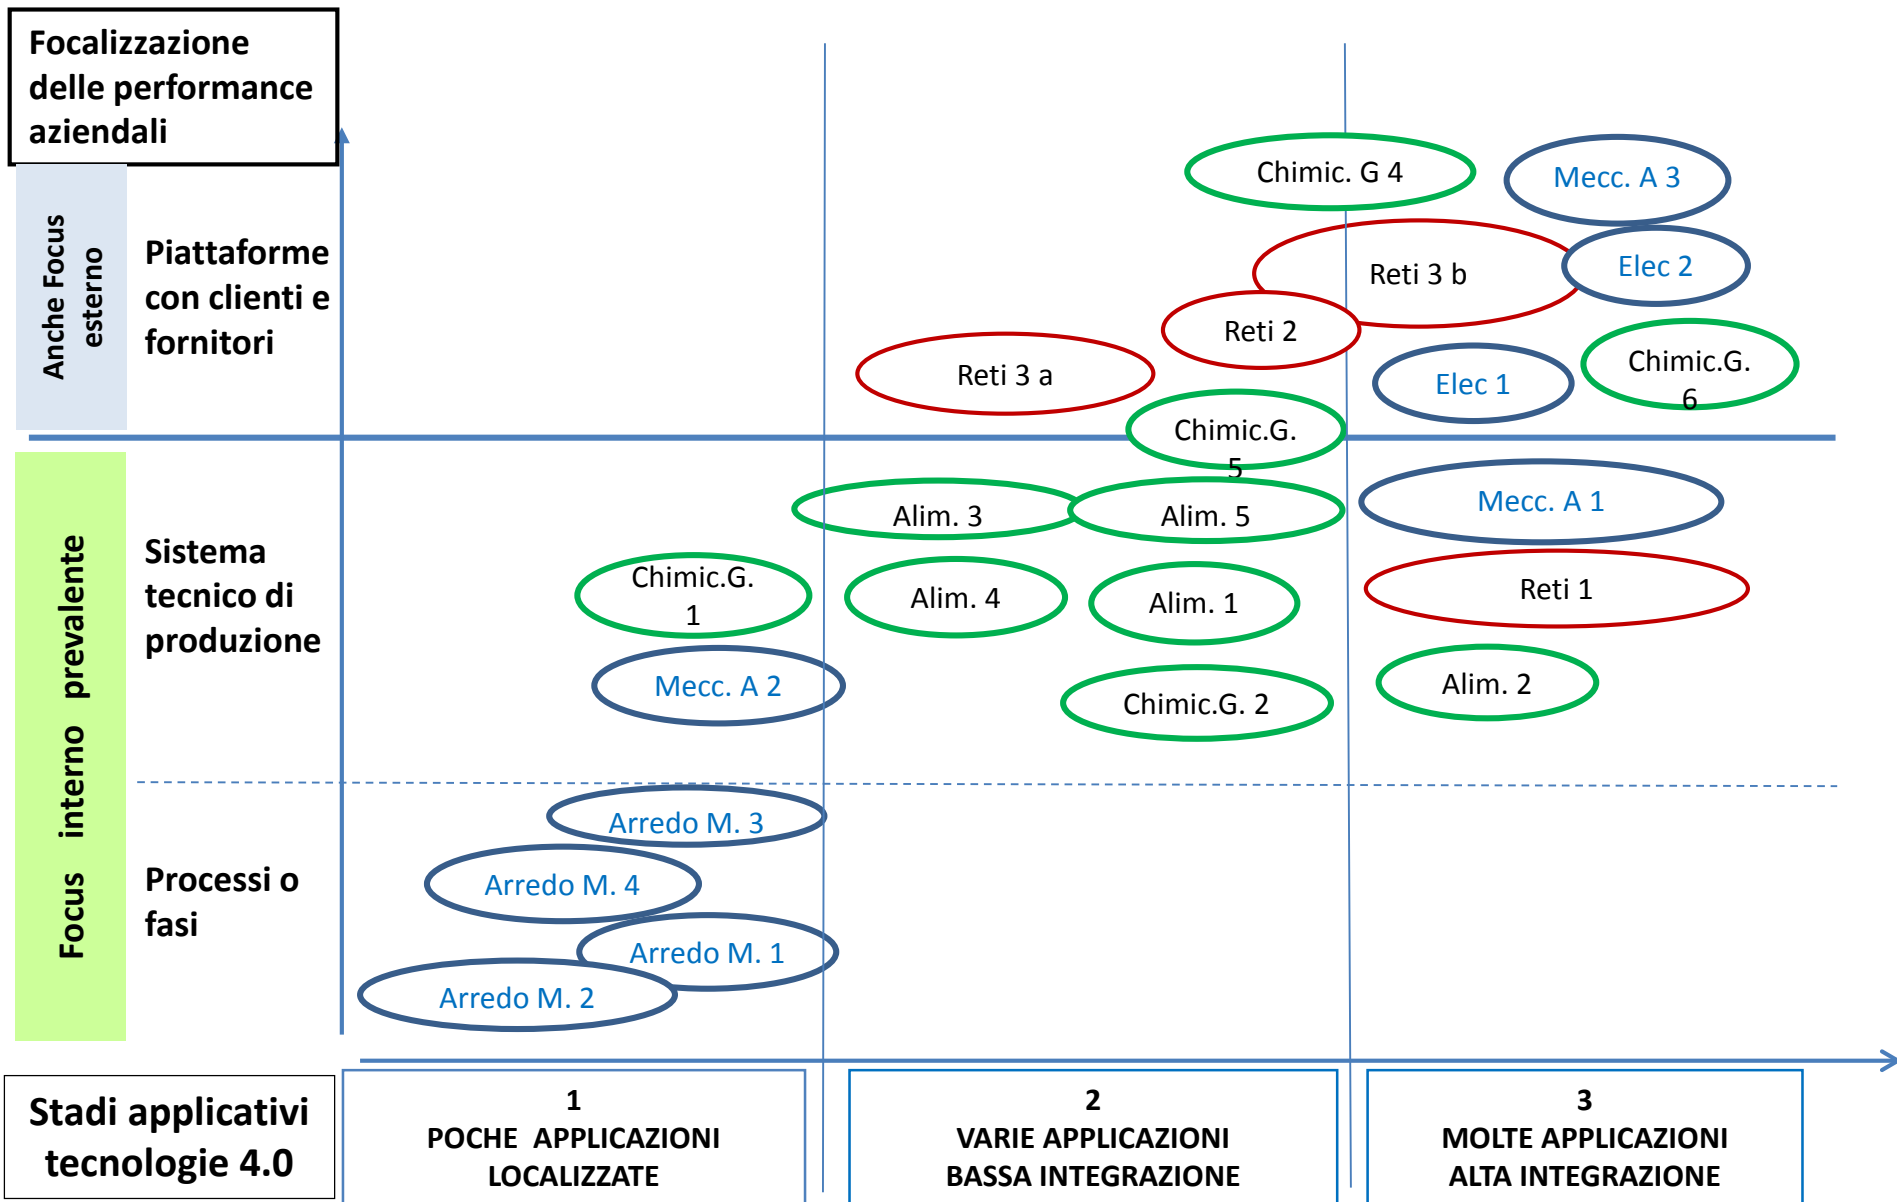 Focalizzazione
delle performance
aziendali
Anche Focus
esterno
Piattaforme
con clienti e
fornitori
Chimic. G 4
Mecc. A 3
Elec 2
Reti 3 b
Reti 2
Reti 3 a
Elec 1
Chimic.G.
6
Chimic.G.
5
Focus interno prevalente
Sistema
tecnico di
produzione
Alim. 3
Alim. 5
Mecc. A 1
Chimic.G.
1
Alim. 4
Alim. 1
Reti 1
Mecc. A 2
Chimic.G. 2
Alim. 2
Processi o
fasi
Arredo M. 3
Arredo M. 4
Arredo M. 1
Arredo M. 2
Stadi applicativi
tecnologie 4.0
1
POCHE APPLICAZIONI
LOCALIZZATE
2
VARIE APPLICAZIONI
BASSA INTEGRAZIONE
3
MOLTE APPLICAZIONI
ALTA INTEGRAZIONE